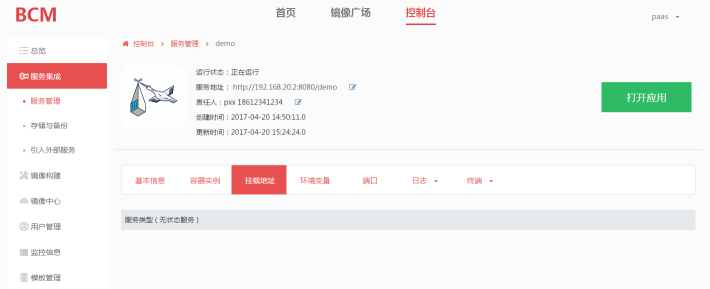 BCM
首页 镜像广场 控制台
paas
总览
服务集成
服务管理
存储与备份
引入外部服务
镜像构建
镜像中心
用户管理
监控信息
模板管理
控制台 > 服务管理 > demo
运行状态：正在运行
服务地址： http://192.168.20.2:8080/demo
责任人：pxx 18612341234
创建时间：2017-04-20 14:50:11.0
更新时间：2017-04-20 15:24:24.0
打开应用
基本信息 容器实例 挂载地址 环境变量 端口 日志 终端
服务类型 ( 无状态服务 )